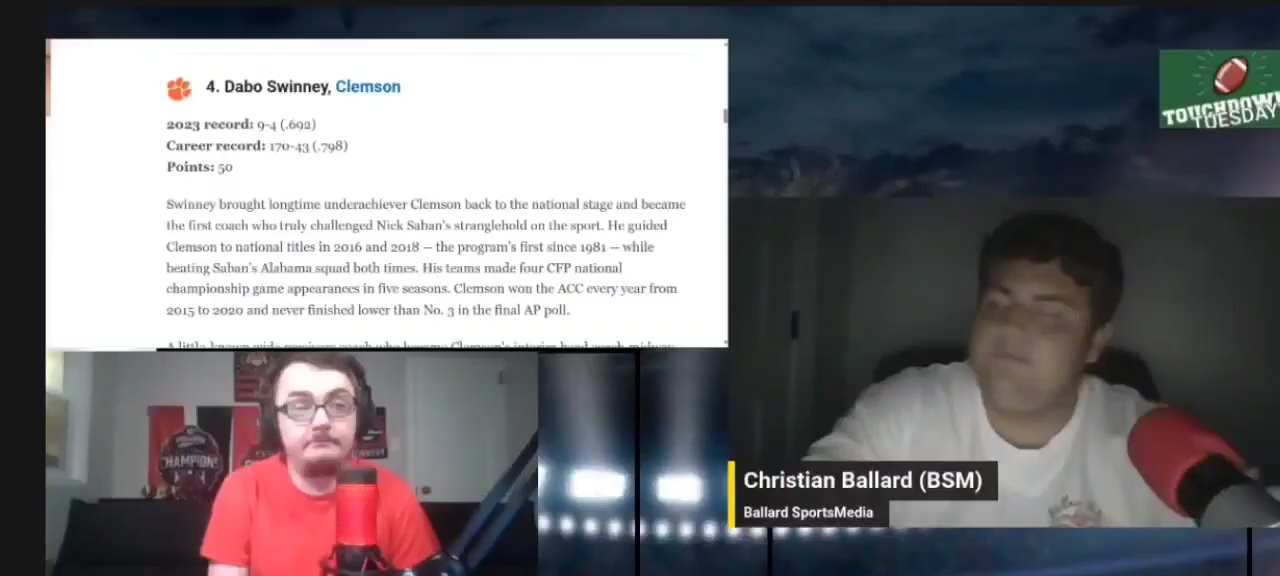 4. Dabo Swinney, Clemson
2023 record: 9-4 (.692)
Career record: 170-43 (.798)
Points: 50
Swinney brought longtime underachiever Clemson back to the national stage and became
the first coach who truly challenged Nick Saban's stranglehold on the sport. He guided
Clemson to national titles in 2016 and 2018 — the program's first since 1981 — while
beating Saban's Alabama squad both times. His teams made four CFP national
championship game appearances in five seasons. Clemson won the ACC every year from
2015 to 2020 and never finished lower than No. 3 in the final AP poll.
TOUCHDOWN
TUESDAY
CHAMPIONS
Christian Ballard (BSM)
Ballard SportsMedia